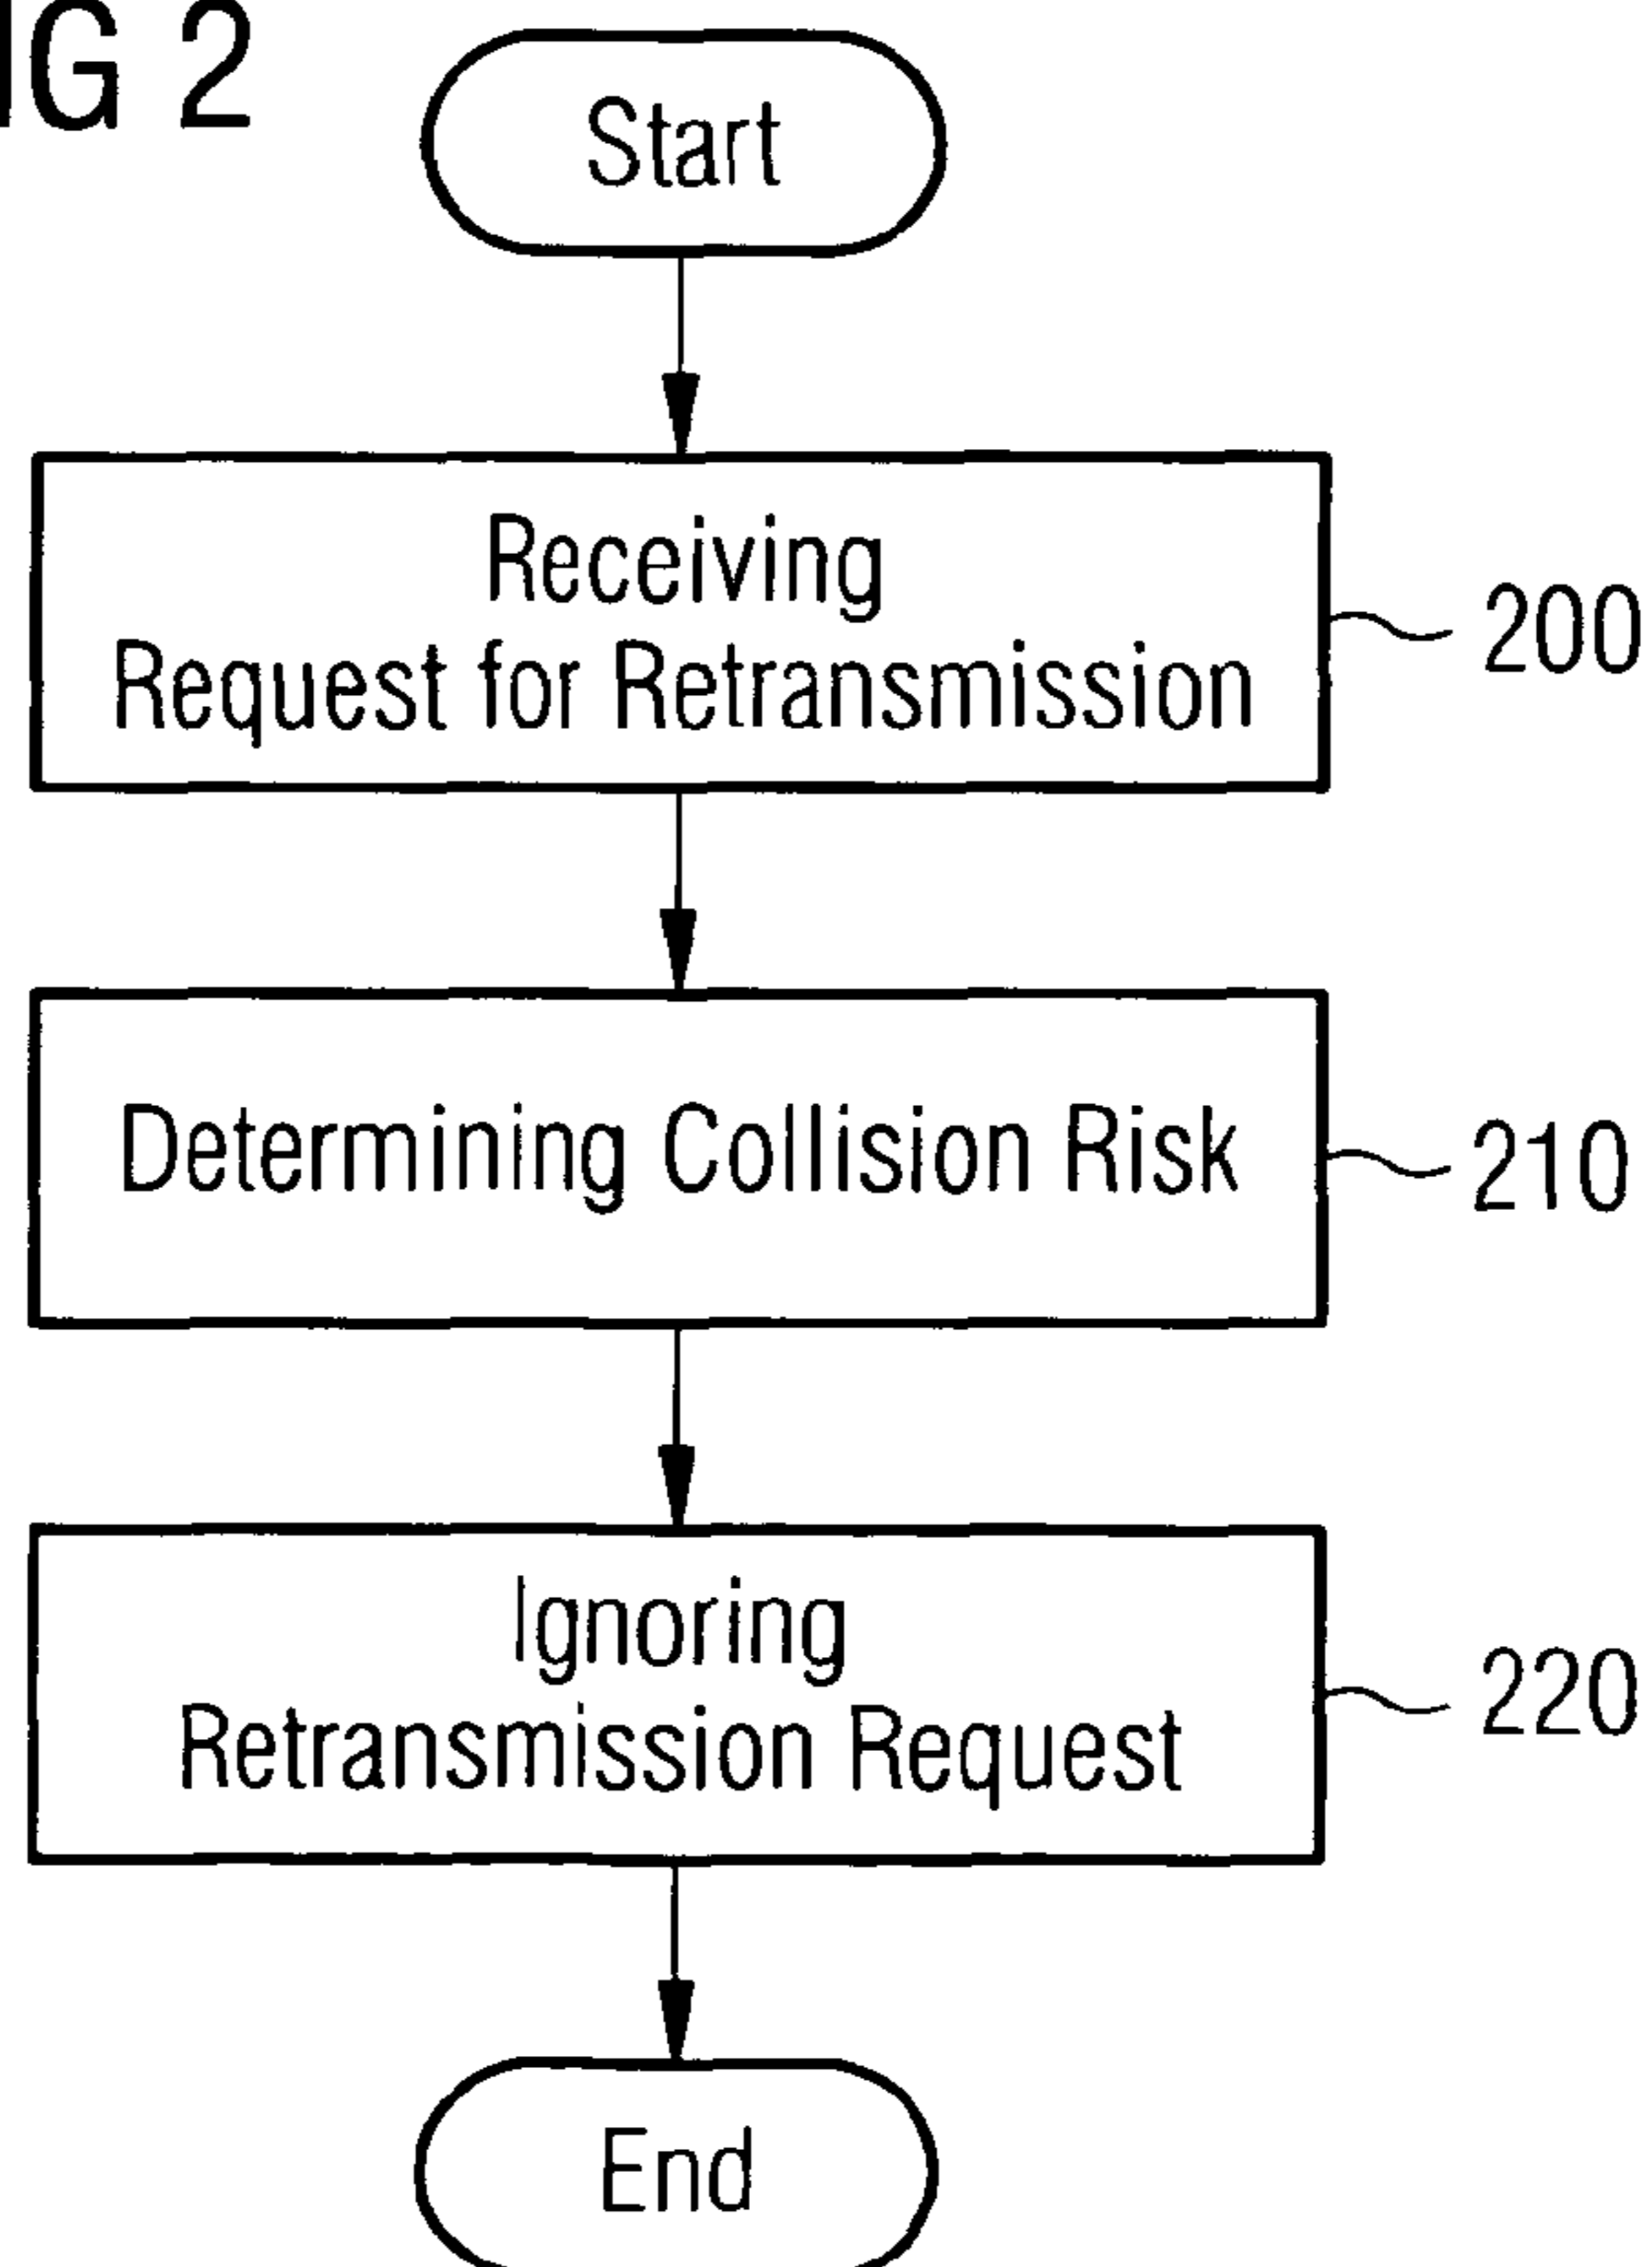 IG 2
Start
Receiving
Request for Retransmission
200
Determining Collision Risk
210
Ignoring
Retransmission Request
220
End